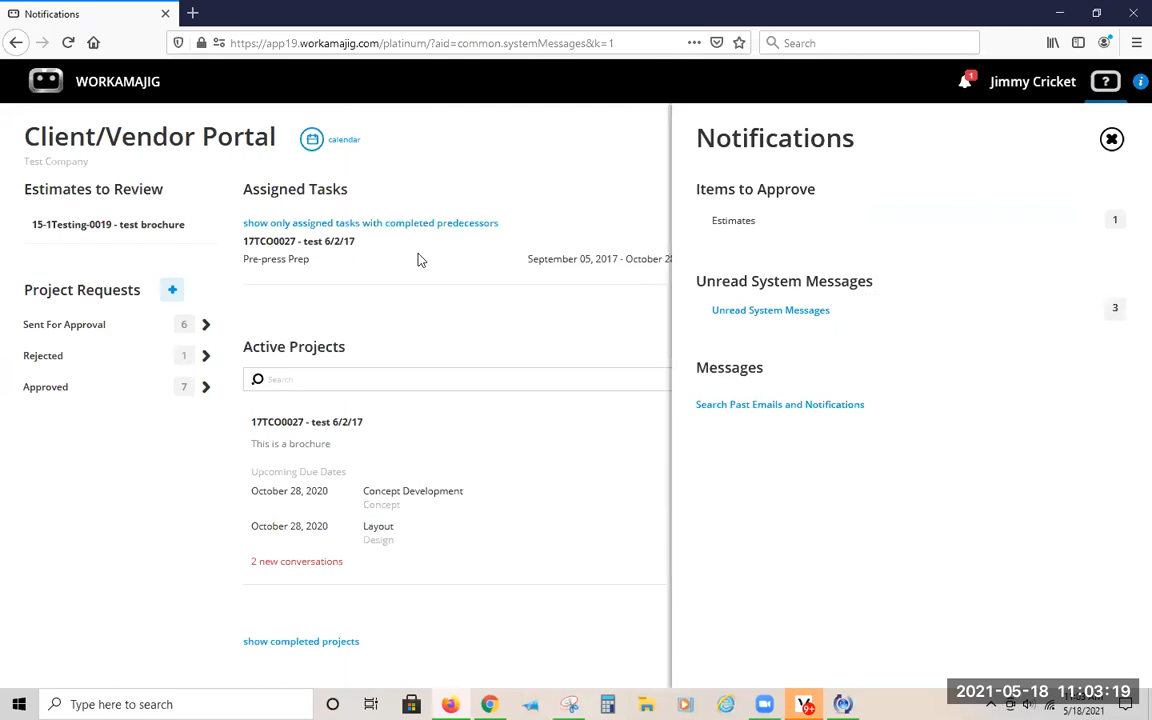 Notifications
https://app19.workamajig.com/platinum/?aid=common.systemMessages&k=1
Search
WORKAMAJIG
1
Jimmy Cricket
?
i
Client/Vendor Portal
calendar
Test Company
Estimates to Review
15-1Testing-0019 - test brochure
Project Requests
+
Sent For Approval 6
Rejected 1
Approved 7
Assigned Tasks
show only assigned tasks with completed predecessors
17TCO0027 - test 6/2/17
Pre-press Prep September 05, 2017 - October 28
Active Projects
Search
17TCO0027 - test 6/2/17
This is a brochure
Upcoming Due Dates
October 28, 2020 Concept Development
Concept
October 28, 2020 Layout
Design
2 new conversations
show completed projects
Notifications
Items to Approve
Estimates 1
Unread System Messages
Unread System Messages 3
Messages
Search Past Emails and Notifications
Type here to search
9+
2021-05-18 11:03:19
5/18/2021